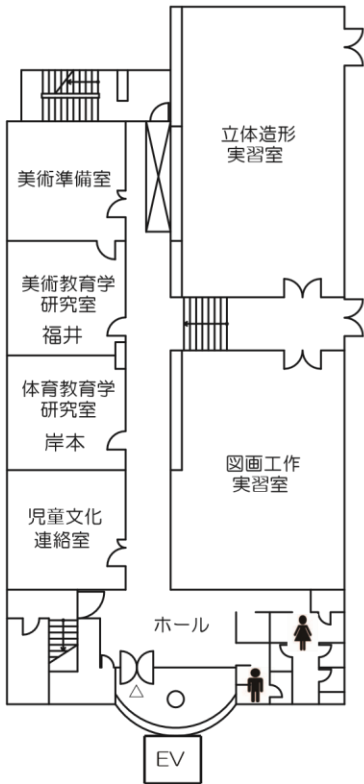 立体造形
実習室
美術準備室
美術教育学
研究室
福井
体育教育学
研究室
岸本
図画工作
実習室
児童文化
連絡室
ホール
EV